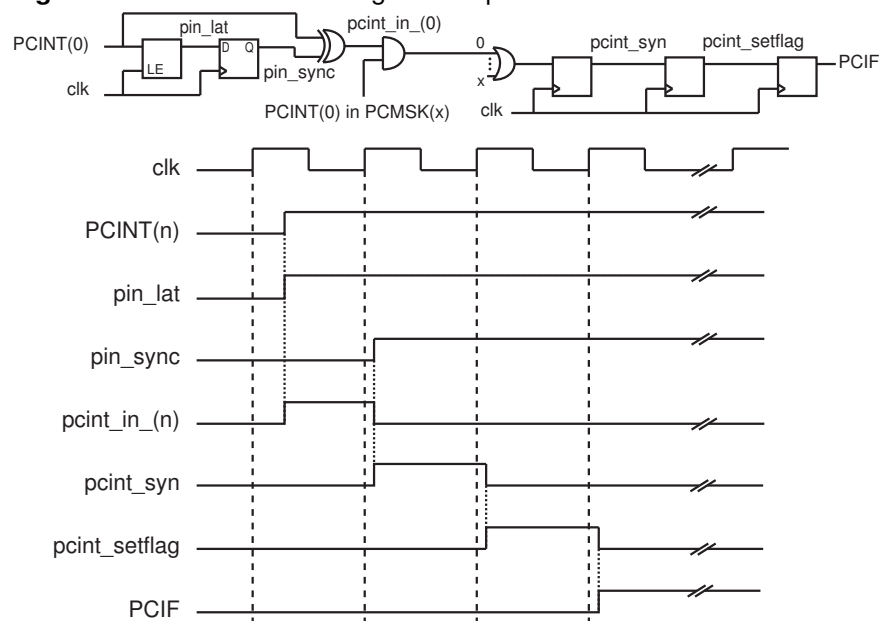 pin_lat
pcint_in_(0)
PCINT(0)
D Q
LE
pin_sync
clk
PCINT(0) in PCMSK(x)
0
x
clk
pcint_syn
pcint_setflag
PCIF
clk
PCINT(n)
pin_lat
pin_sync
pcint_in_(n)
pcint_syn
pcint_setflag
PCIF